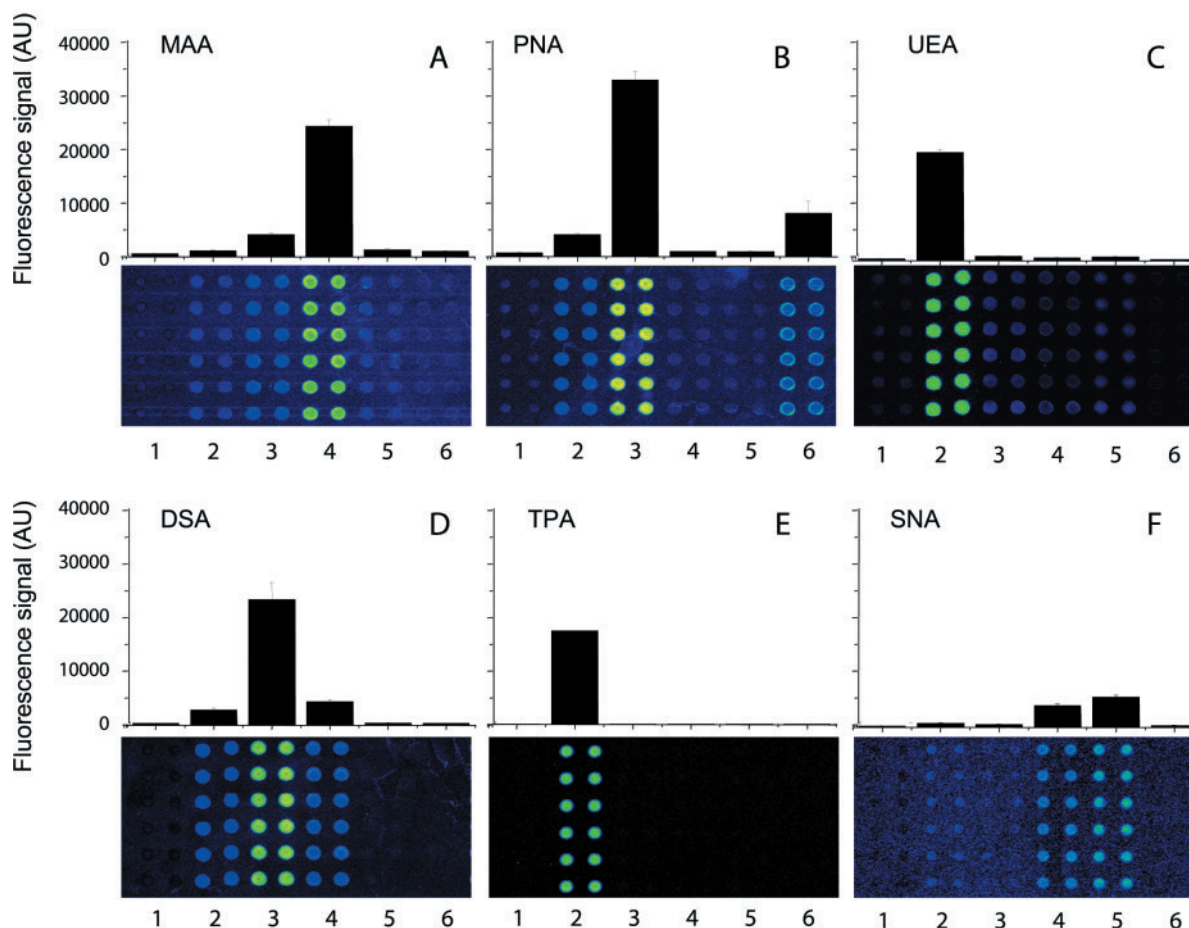 Fluorescence signal (AU)
40000
30000
20000
10000
0
MAA A
PNA B
UEA C
1 2 3 4 5 6
1 2 3 4 5 6
1 2 3 4 5 6
Fluorescence signal (AU)
40000
30000
20000
10000
0
DSA D
TPA E
SNA F
1 2 3 4 5 6
1 2 3 4 5 6
1 2 3 4 5 6